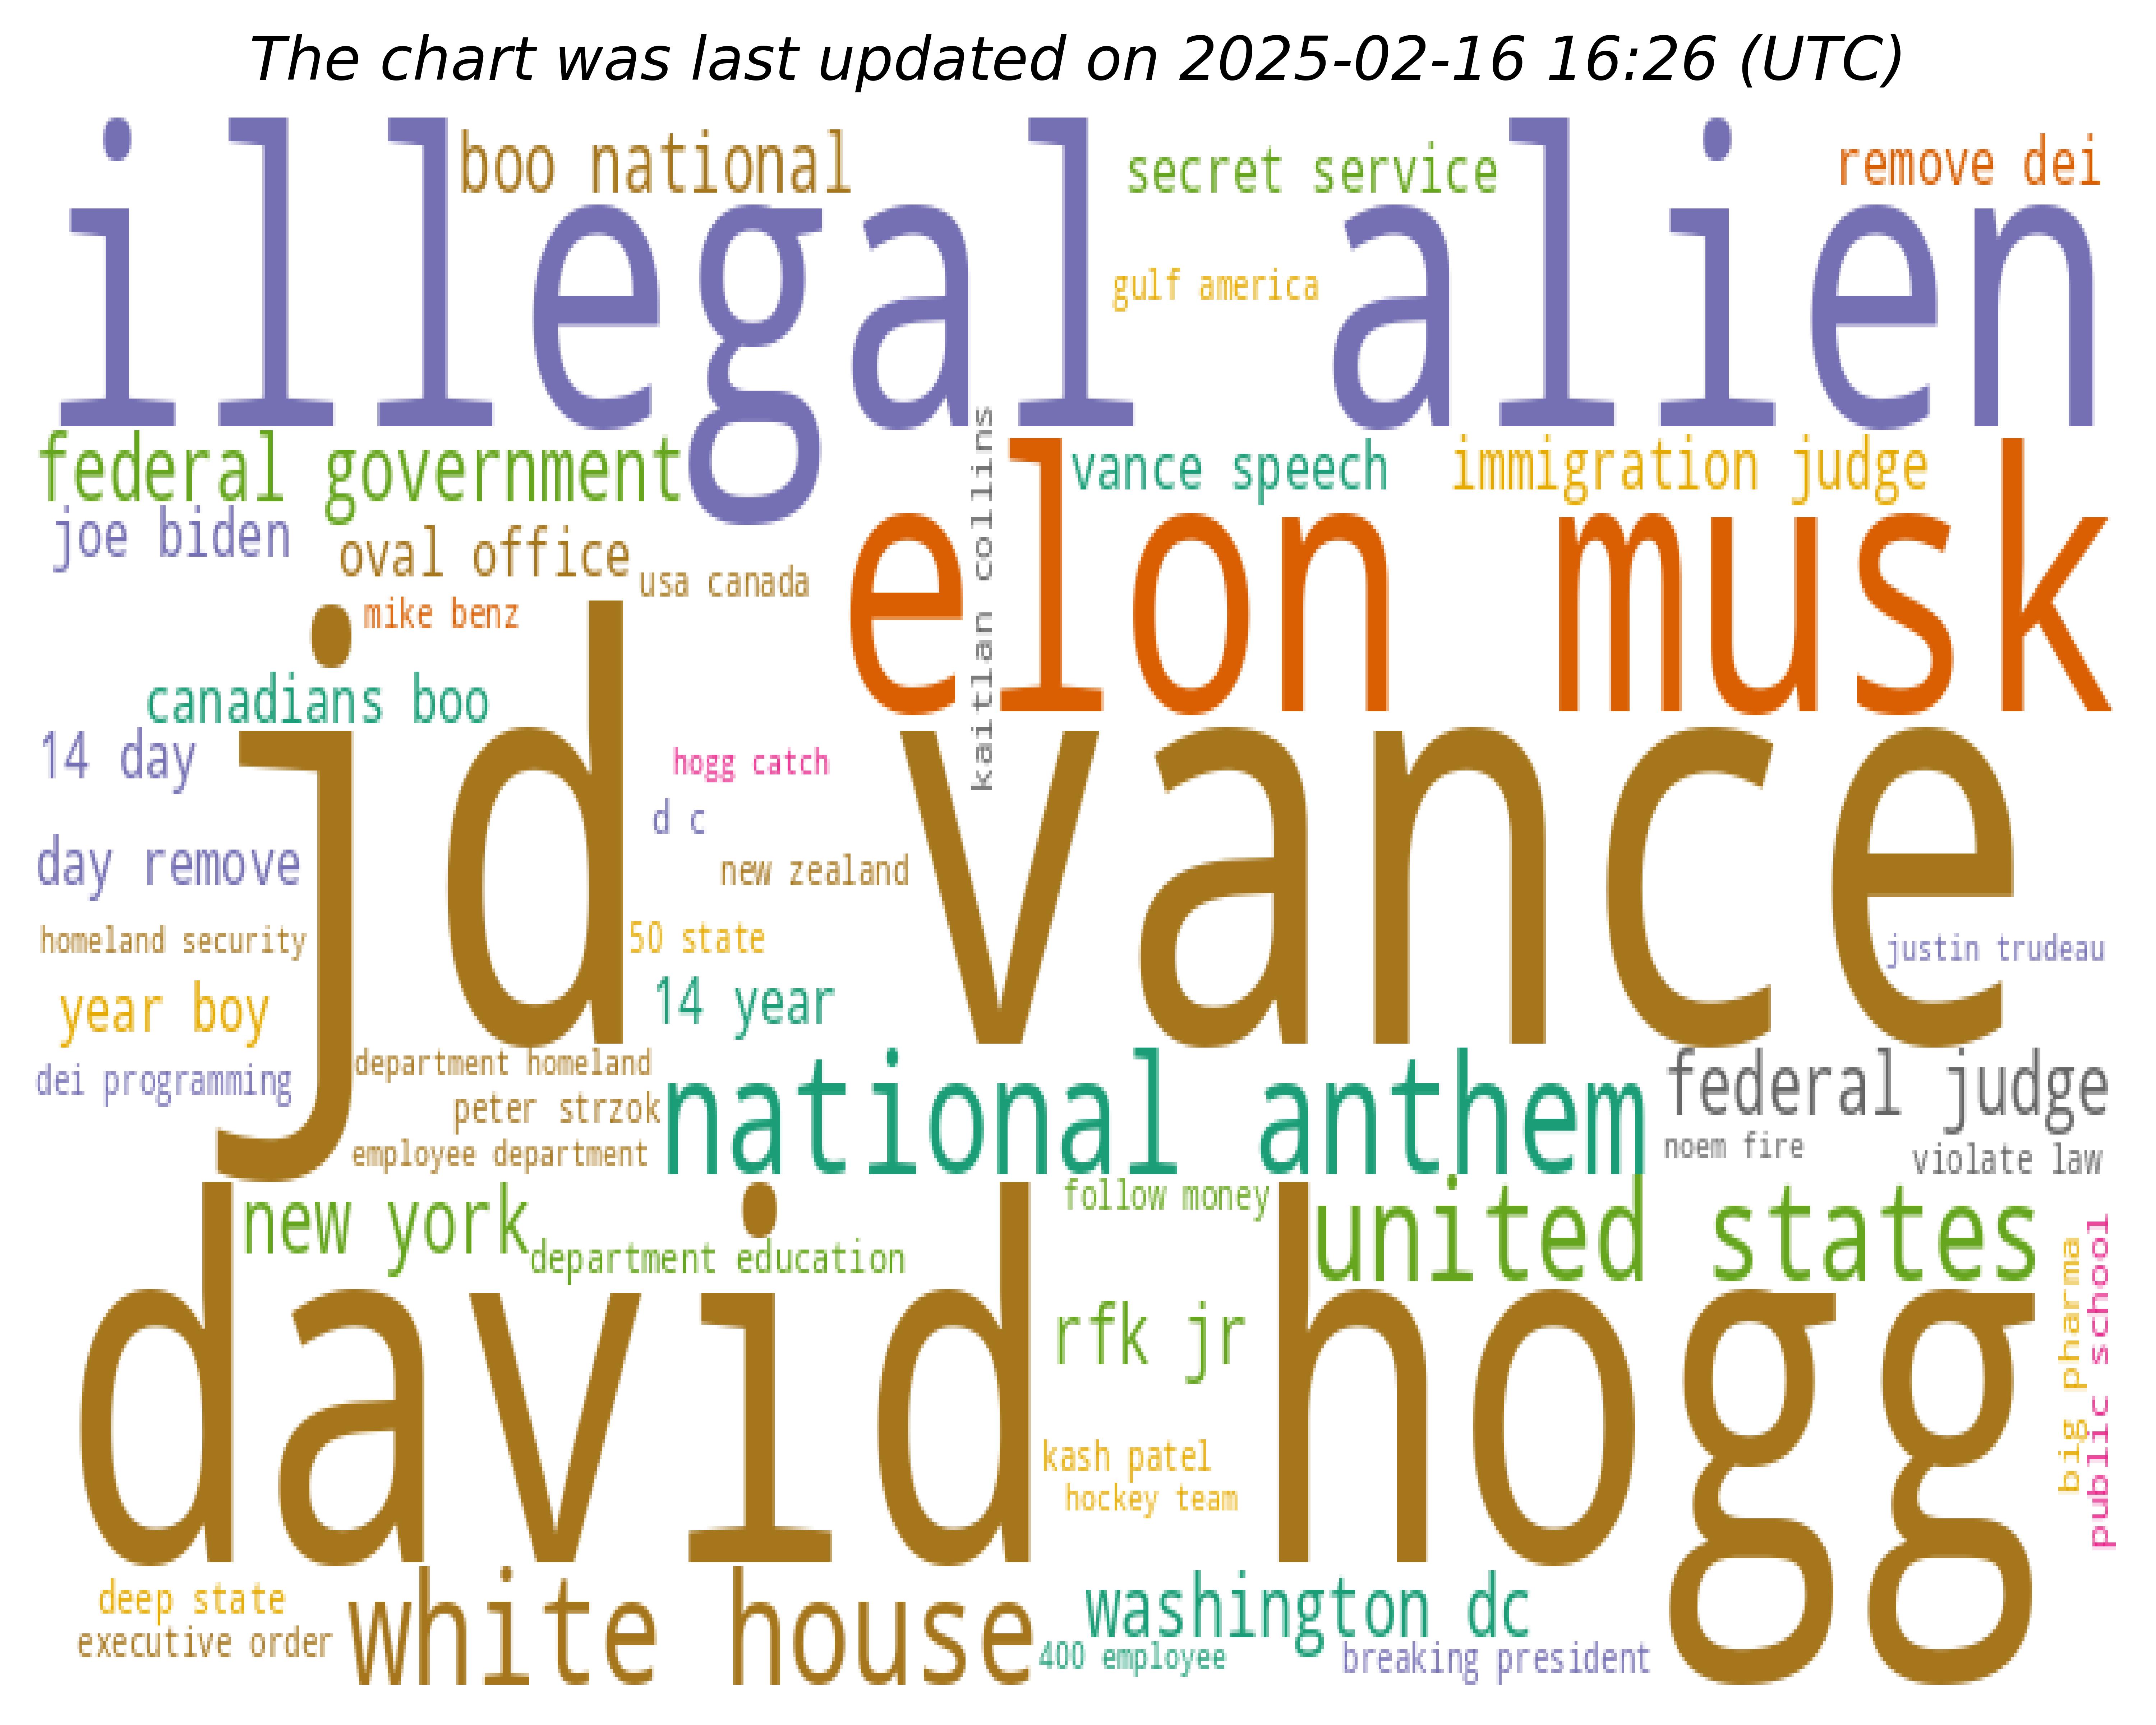 The chart was last updated on 2025-02-16 16:26 (UTC)
boo national
secret service
remove dei
illegal alien
gulf america
federal government
vance speech
immigration judge
joe biden
oval office
usa canada
kaitlan collins
elon musk
mike benz
canadians boo
14 day
hogg catch
d c
day remove
new zealand
jd vance
homeland security
50 state
justin trudeau
year boy
14 year
dei programming
department homeland
peter strzok
employee department
national anthem
federal judge
noem fire
violate law
new york
follow money
united states
department education
big pharma
public school
rfk jr
david hogg
kash patel
hockey team
deep state
executive order
white house
washington dc
400 employee
breaking president